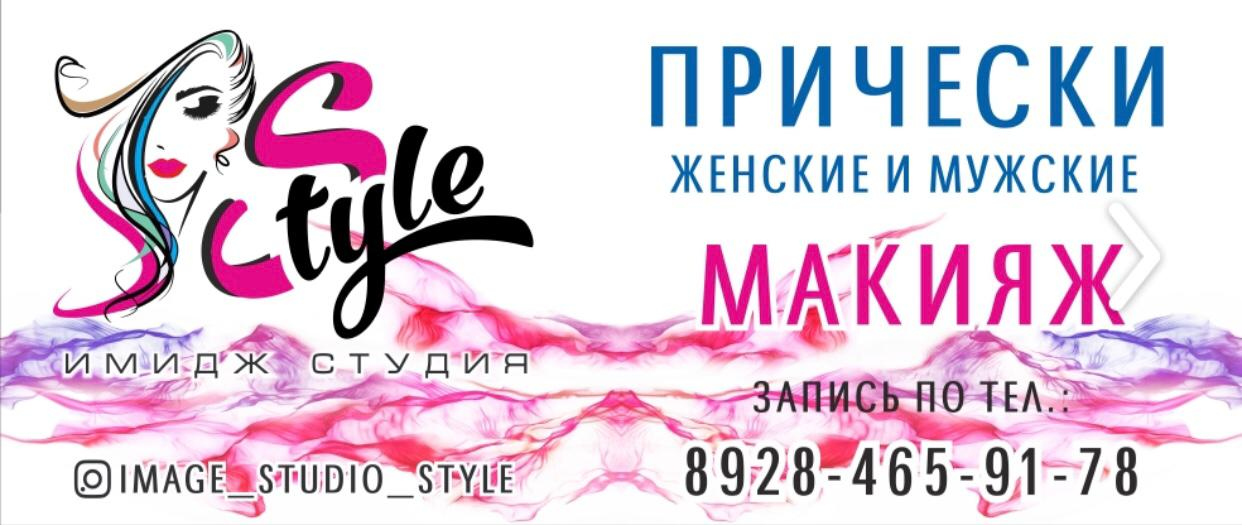 Style
ИМИДЖ СТУДИЯ
IMAGE_STUDIO_STYLE
ПРИЧЕСКИ
ЖЕНСКИЕ И МУЖСКИЕ
МАКИЯЖ
ЗАПИСЬ ПО ТЕЛ.:
8928-465-91-78